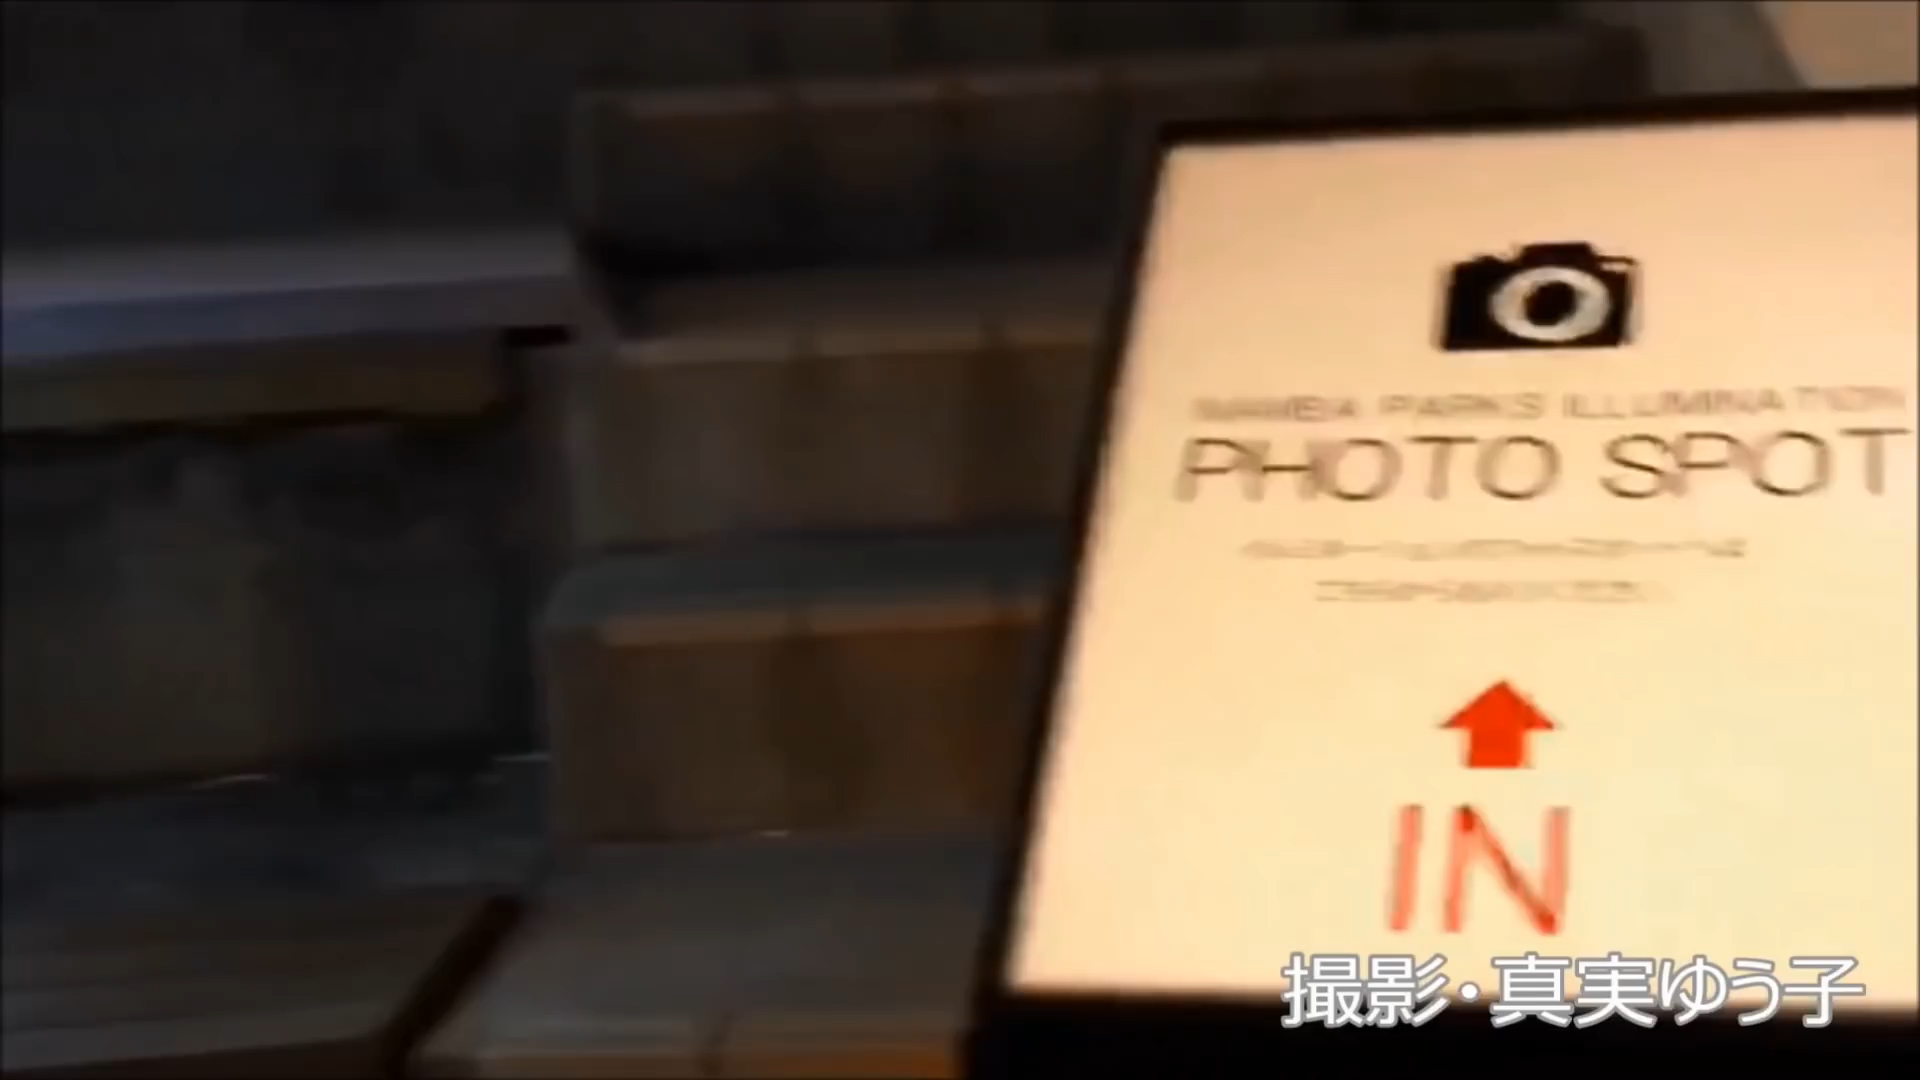 NAMBA PARKS ILLUMINATION
PHOTO SPOT
IN
撮影・真実ゆう子